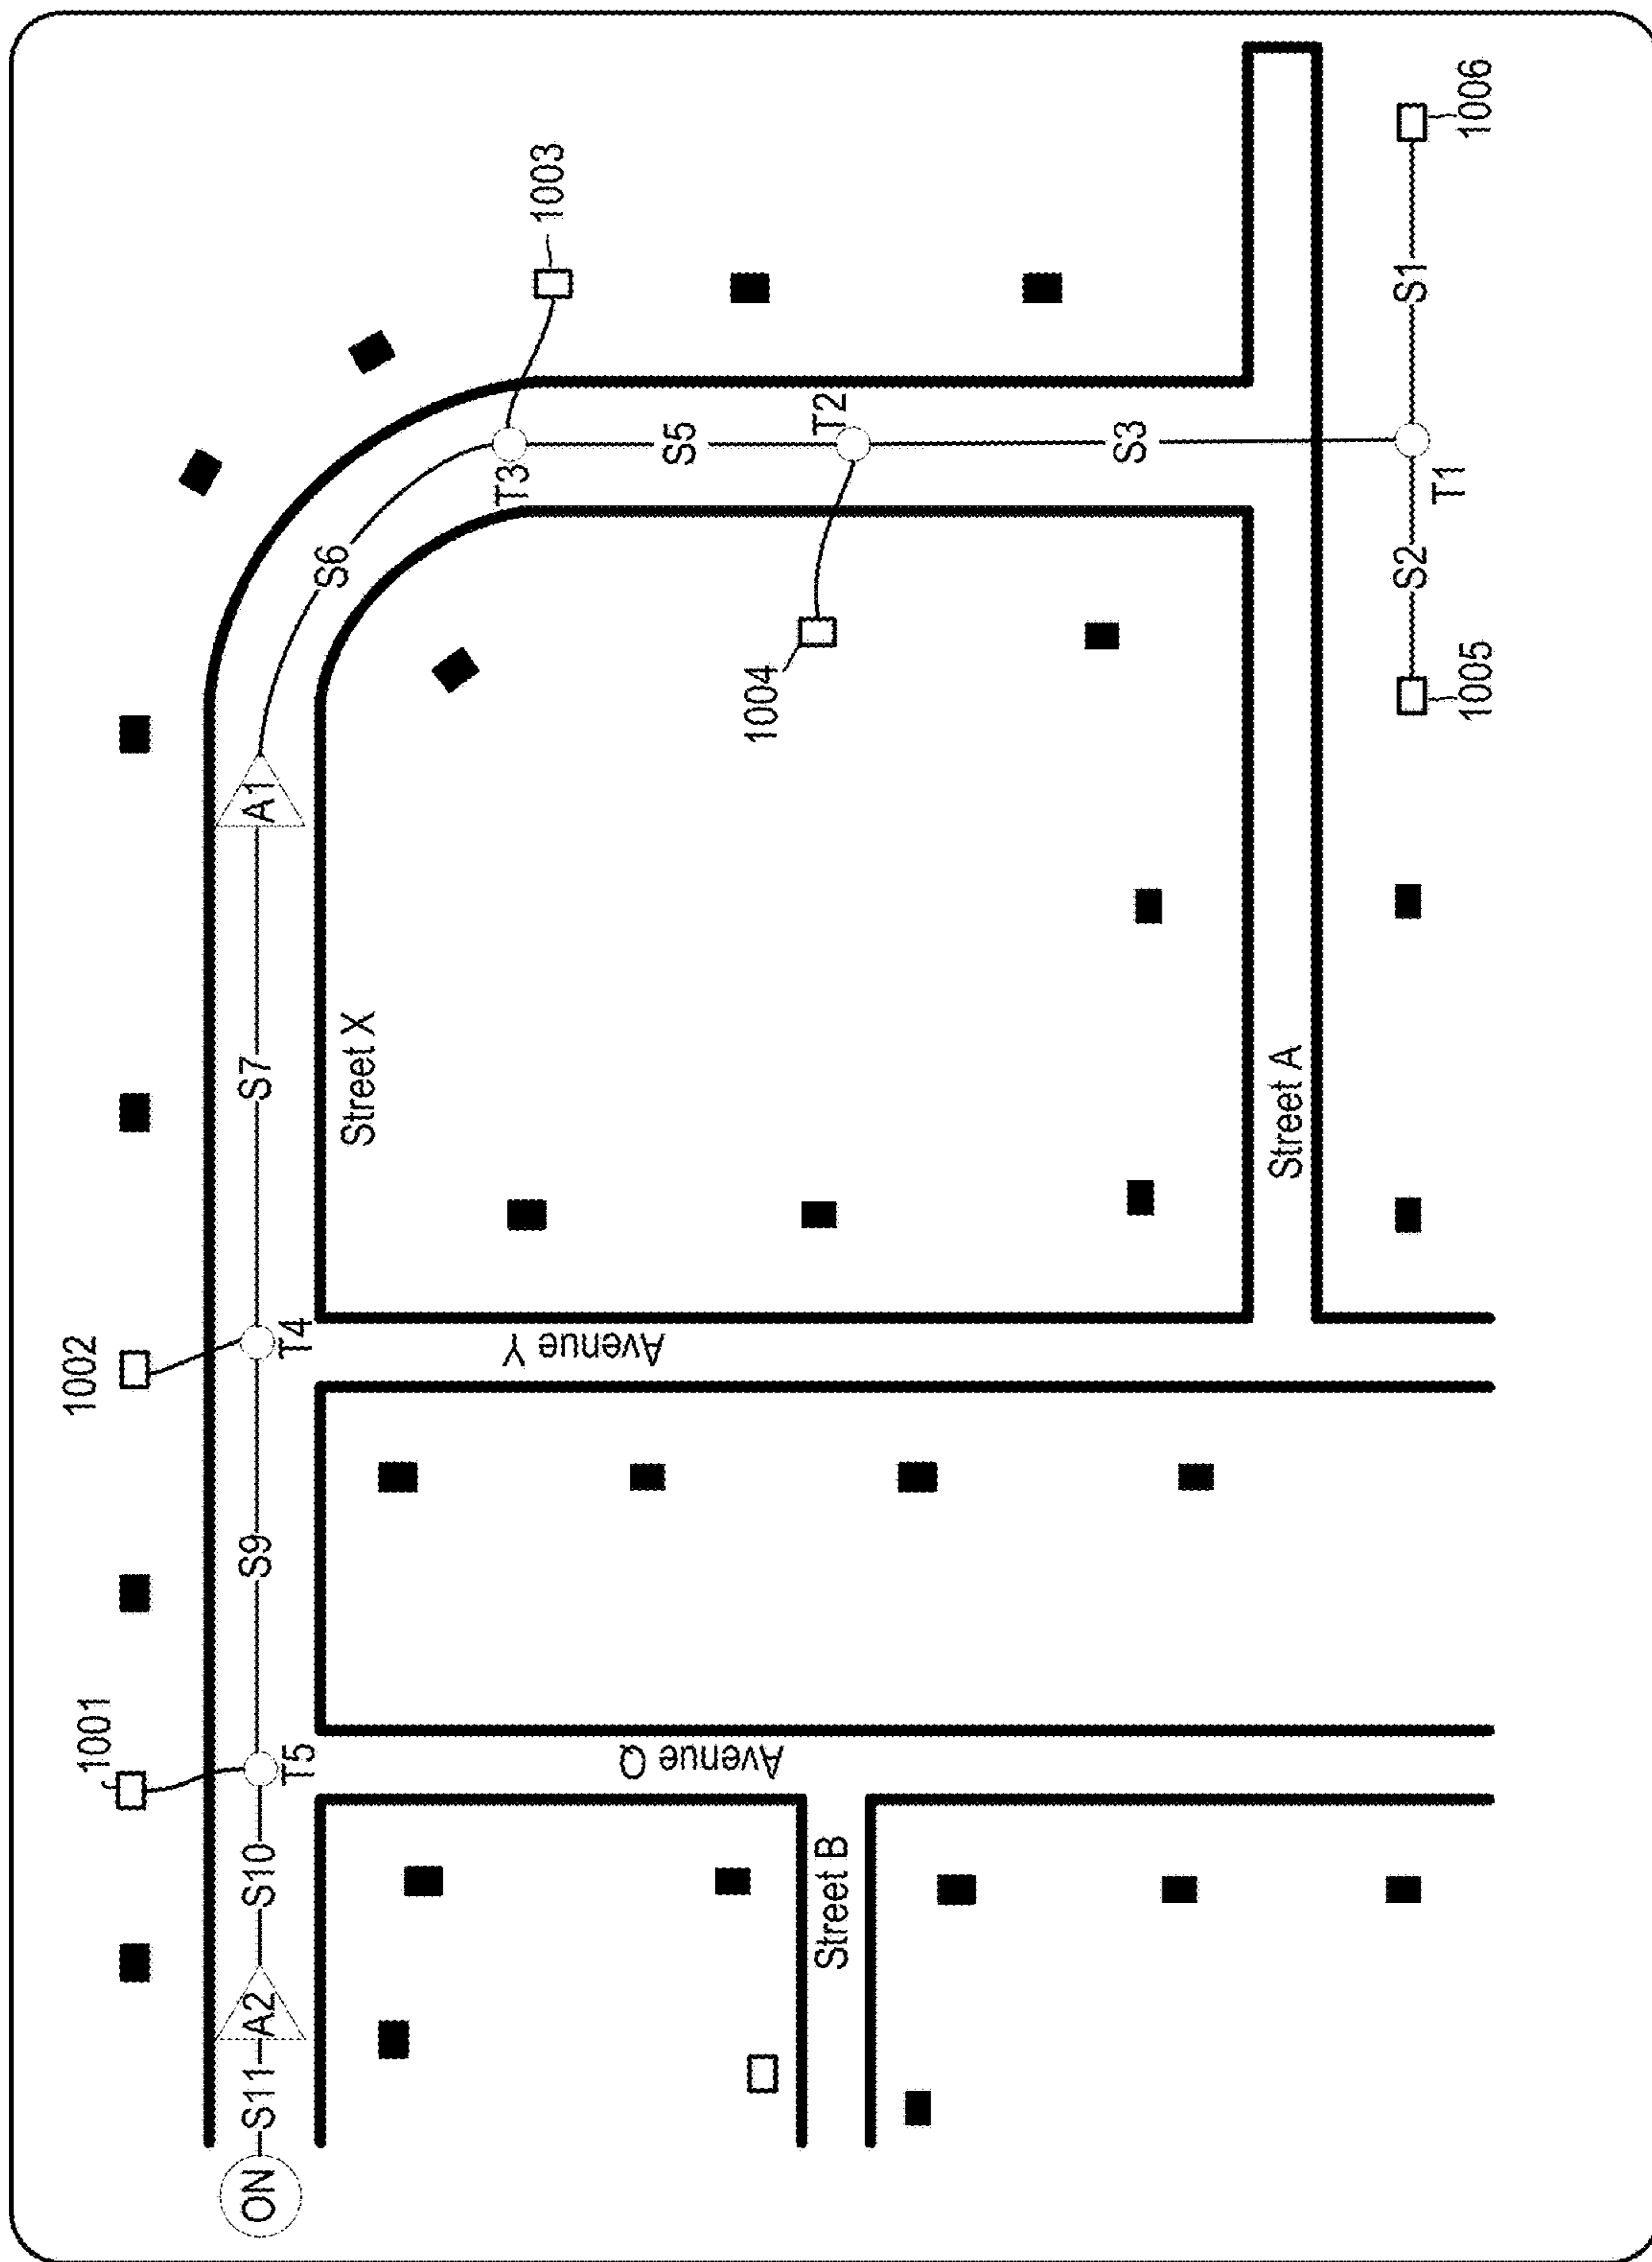 1001
1002
1003
ON
S11
A2
S10
T5
S9
T4
S7
A1
S6
T3
S5
T2
S3
T1
S2
S1
1004
1005
1006
Street X
Avenue Y
Avenue Q
Street B
Street A